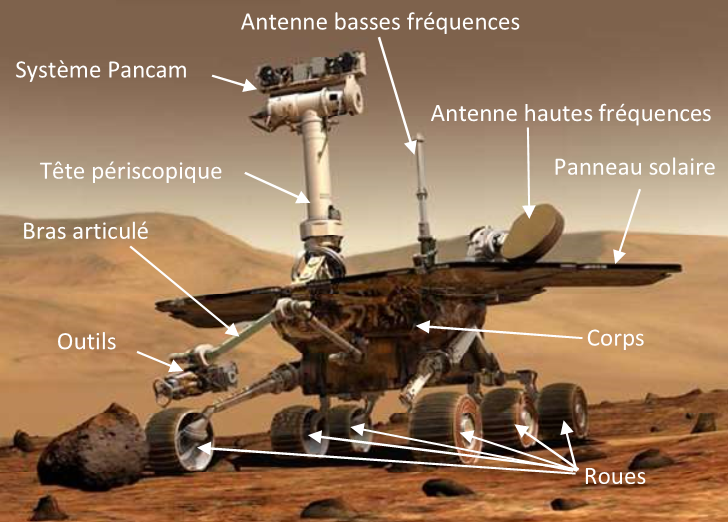 Antenne basses fréquences
Système Pancam
Antenne hautes fréquences
Panneau solaire
Tête périscopique
Bras articulé
Outils
Corps
Roues